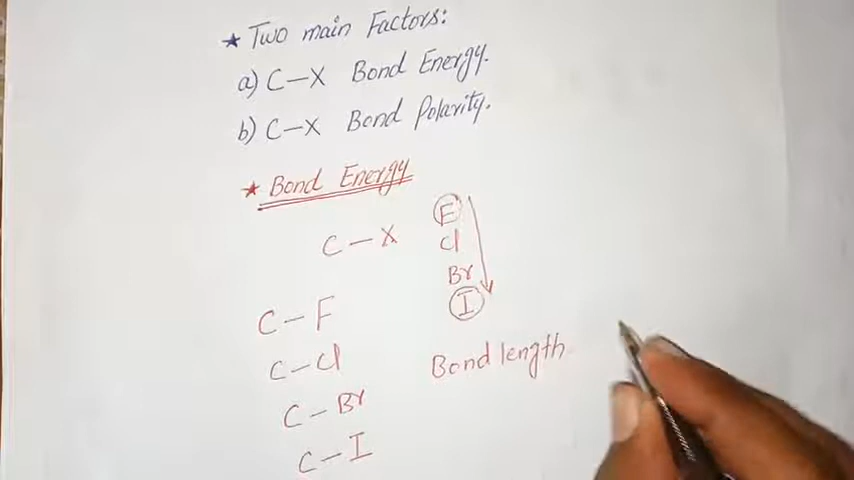 ★ Two main Factors:
a) C—X Bond Energy.
b) C—X Bond Polarity.
★ Bond Energy
C—X
F
Cl
Br
I
C—F
C—Cl
C—Br
C—I
Bond length